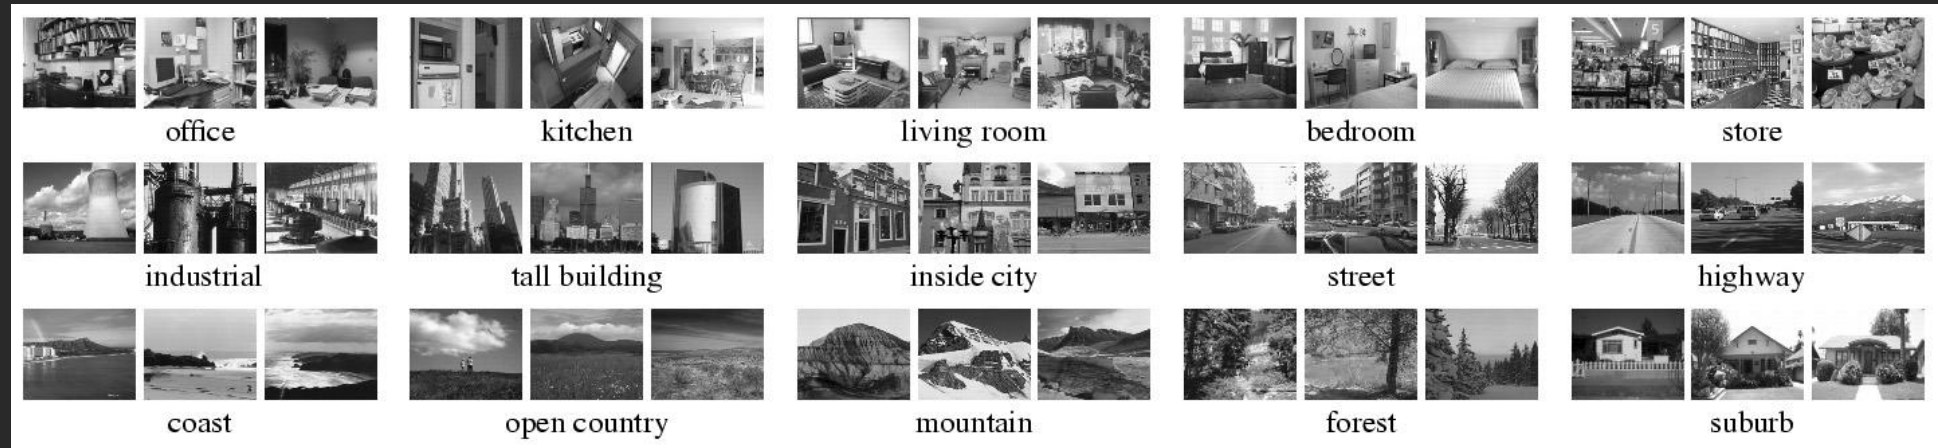 office kitchen living room bedroom store
industrial tall building inside city street highway
coast open country mountain forest suburb